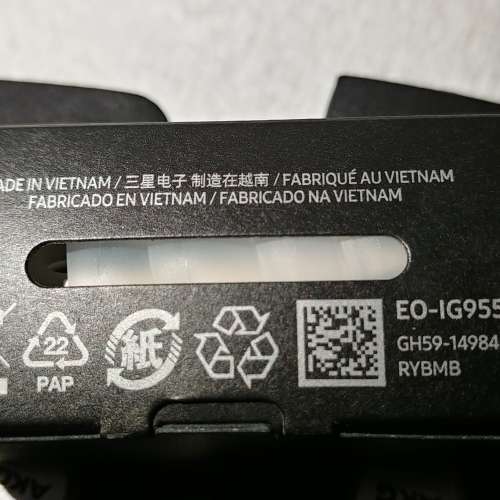 ADE IN VIETNAM / 三星电子 制造在越南 / FABRIQUÉ AU VIETNAM
FABRICADO EN VIETNAM / FABRICADO NA VIETNAM
22
PAP
紙
EO-IG955
GH59-14984
RYBMB
AKG